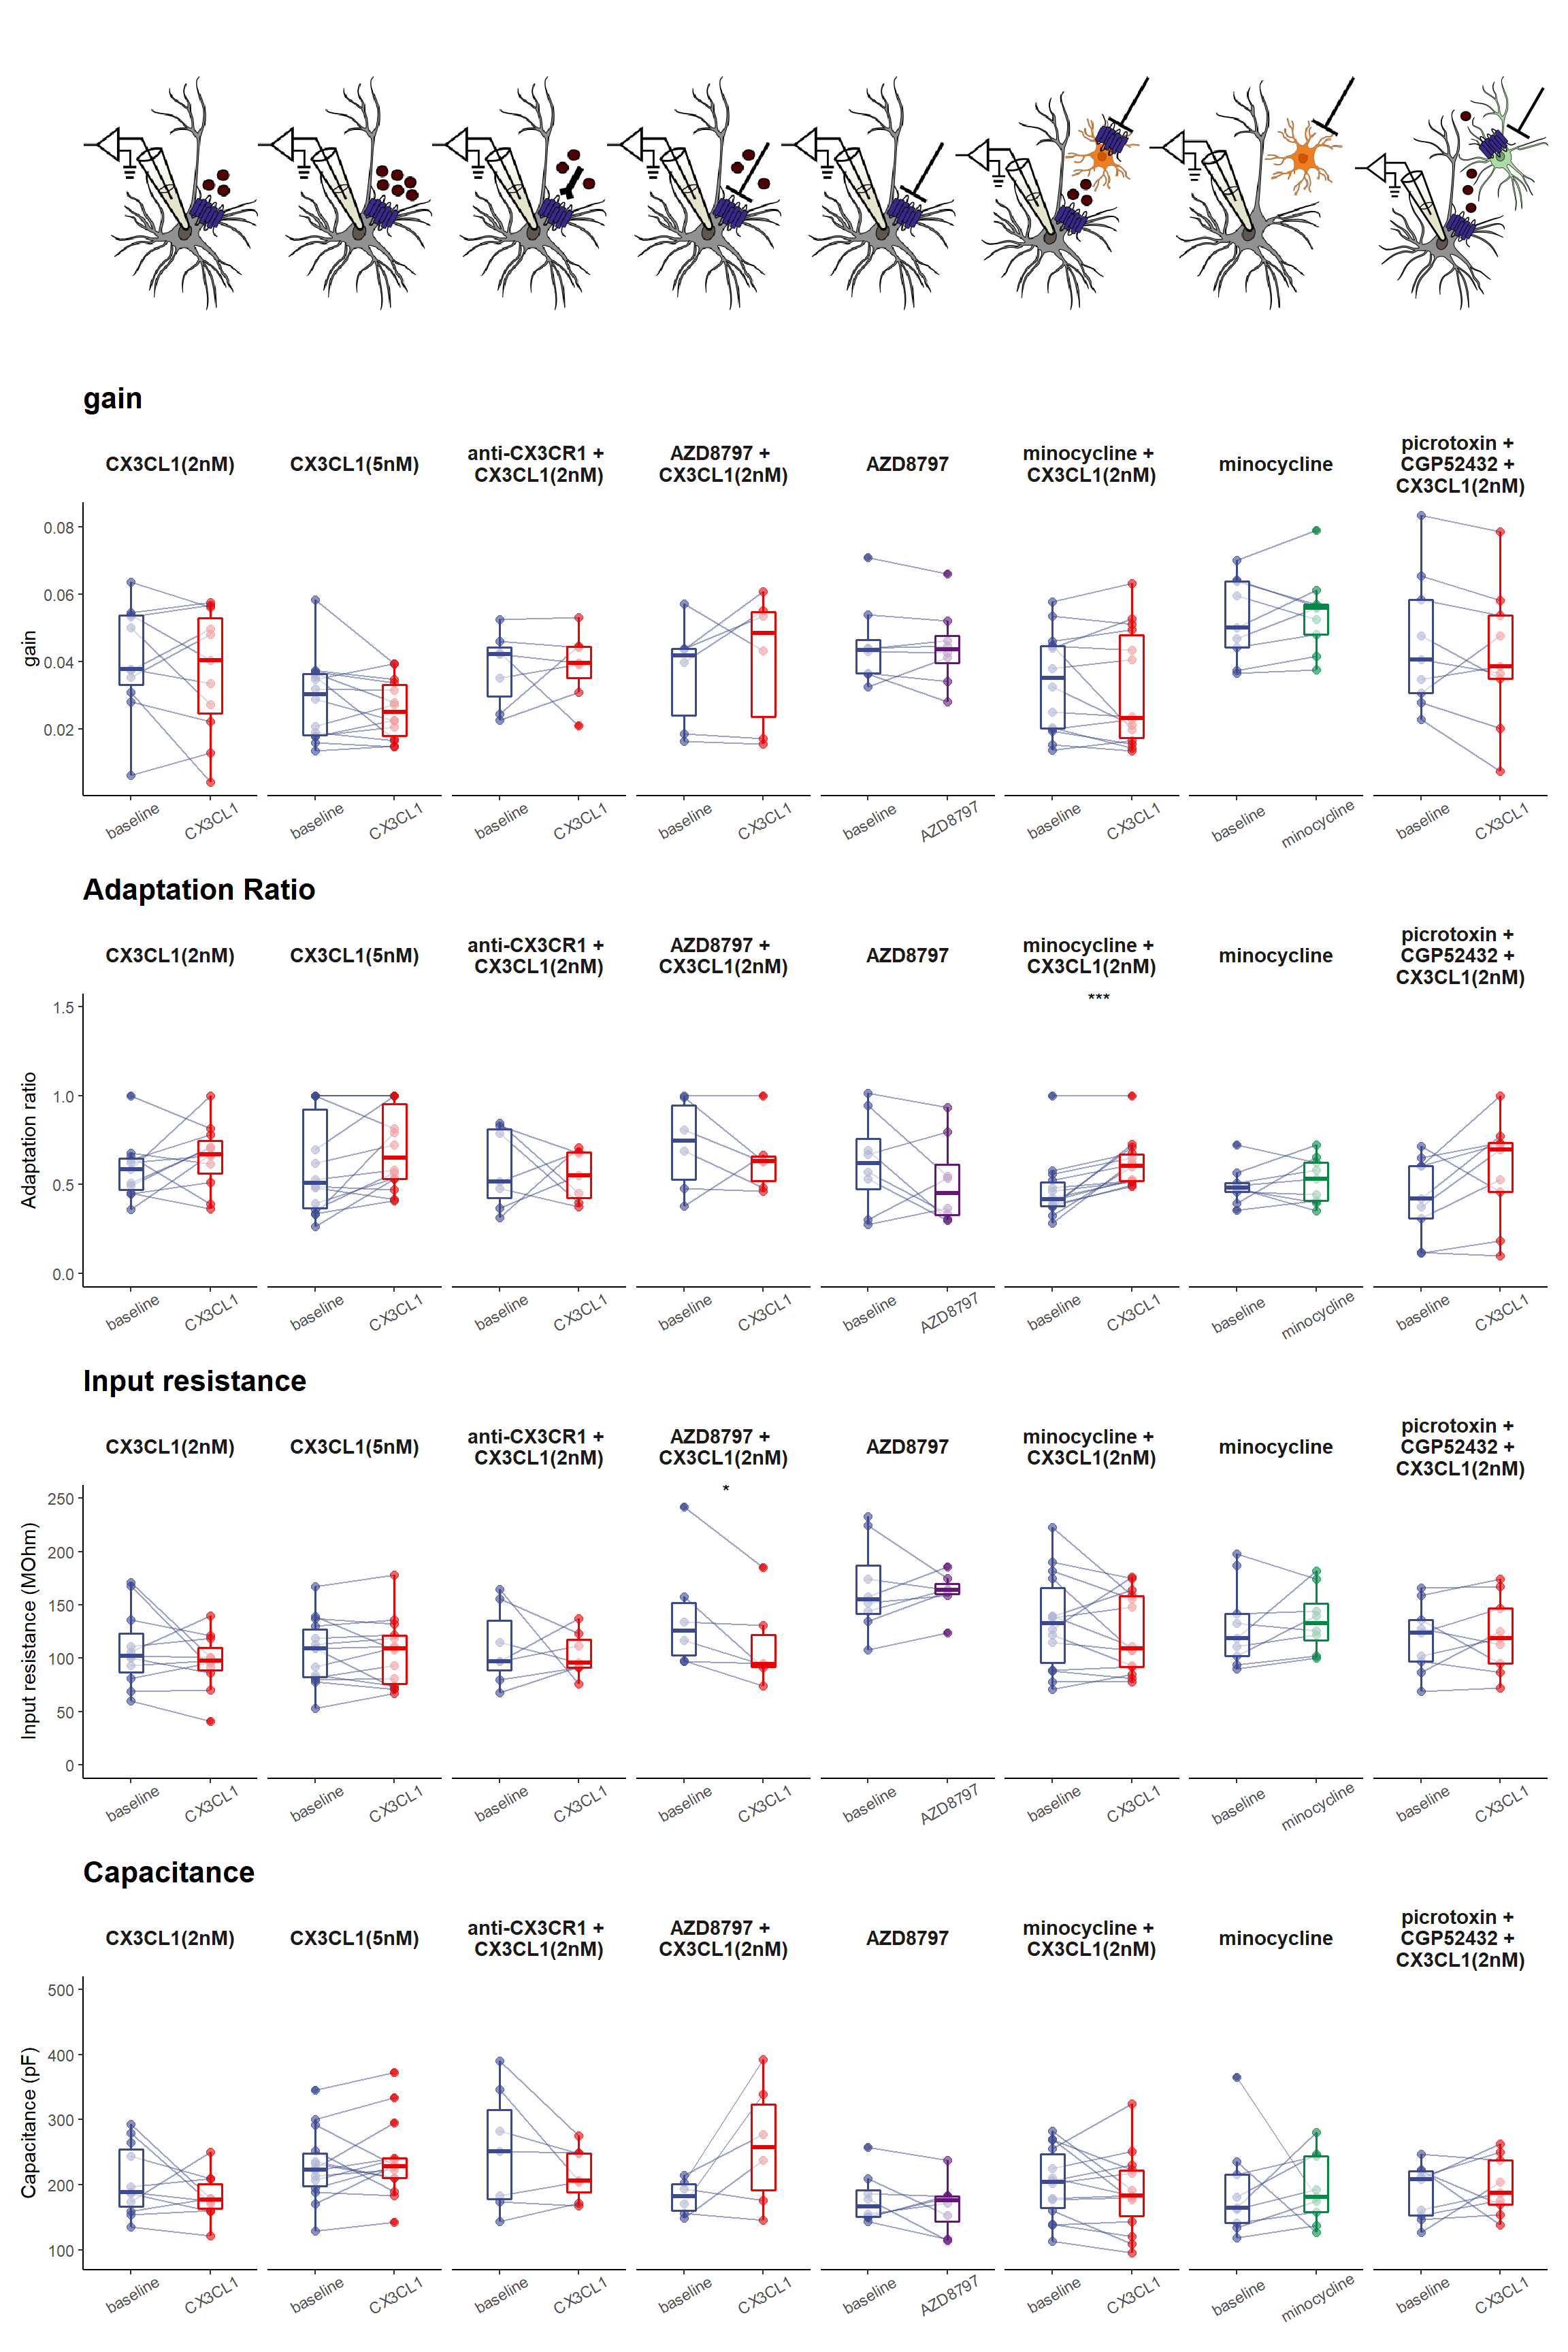 gain
CX3CL1(2nM)
CX3CL1(5nM)
anti-CX3CR1 +
CX3CL1(2nM)
AZD8797 +
CX3CL1(2nM)
AZD8797
minocycline +
CX3CL1(2nM)
minocycline
picrotoxin +
CGP52432 +
CX3CL1(2nM)
gain
0.08
0.06
0.04
0.02
baseline
CX3CL1
baseline
CX3CL1
baseline
CX3CL1
baseline
CX3CL1
baseline
AZD8797
baseline
CX3CL1
baseline
minocycline
baseline
CX3CL1
Adaptation Ratio
CX3CL1(2nM)
CX3CL1(5nM)
anti-CX3CR1 +
CX3CL1(2nM)
AZD8797 +
CX3CL1(2nM)
AZD8797
minocycline +
CX3CL1(2nM)
minocycline
picrotoxin +
CGP52432 +
CX3CL1(2nM)
***
Adaptation ratio
1.5
1.0
0.5
0.0
baseline
CX3CL1
baseline
CX3CL1
baseline
CX3CL1
baseline
CX3CL1
baseline
AZD8797
baseline
CX3CL1
baseline
minocycline
baseline
CX3CL1
Input resistance
CX3CL1(2nM)
CX3CL1(5nM)
anti-CX3CR1 +
CX3CL1(2nM)
AZD8797 +
CX3CL1(2nM)
AZD8797
minocycline +
CX3CL1(2nM)
minocycline
picrotoxin +
CGP52432 +
CX3CL1(2nM)
*
Input resistance (MOhm)
250
200
150
100
50
0
baseline
CX3CL1
baseline
CX3CL1
baseline
CX3CL1
baseline
CX3CL1
baseline
AZD8797
baseline
CX3CL1
baseline
minocycline
baseline
CX3CL1
Capacitance
CX3CL1(2nM)
CX3CL1(5nM)
anti-CX3CR1 +
CX3CL1(2nM)
AZD8797 +
CX3CL1(2nM)
AZD8797
minocycline +
CX3CL1(2nM)
minocycline
picrotoxin +
CGP52432 +
CX3CL1(2nM)
Capacitance (pF)
500
400
300
200
100
baseline
CX3CL1
baseline
CX3CL1
baseline
CX3CL1
baseline
CX3CL1
baseline
AZD8797
baseline
CX3CL1
baseline
minocycline
baseline
CX3CL1